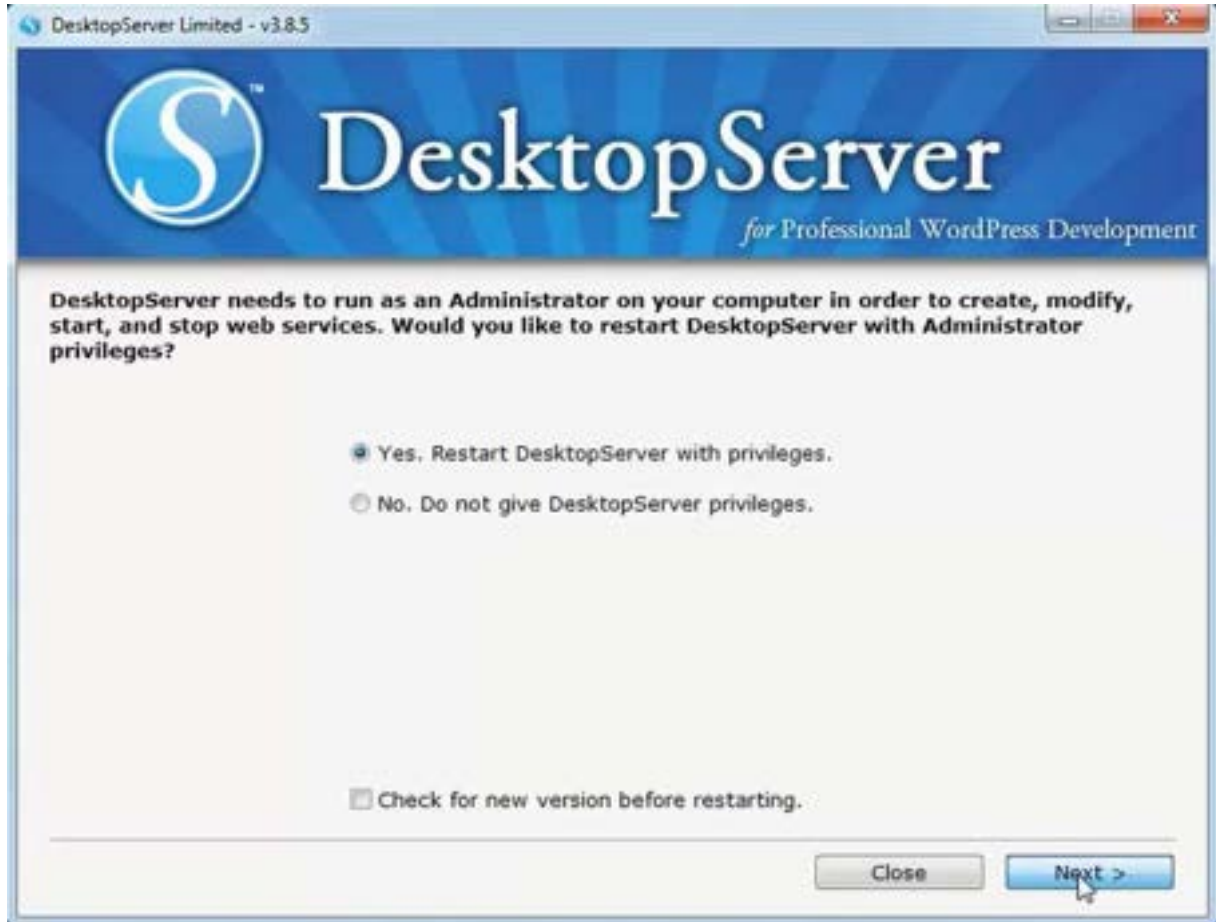 DesktopServer Limited - v3.8.5
S™
DesktopServer
for Professional WordPress Development
DesktopServer needs to run as an Administrator on your computer in order to create, modify,
start, and stop web services. Would you like to restart DesktopServer with Administrator
privileges?
Yes. Restart DesktopServer with privileges.
No. Do not give DesktopServer privileges.
Check for new version before restarting.
Close
Next >